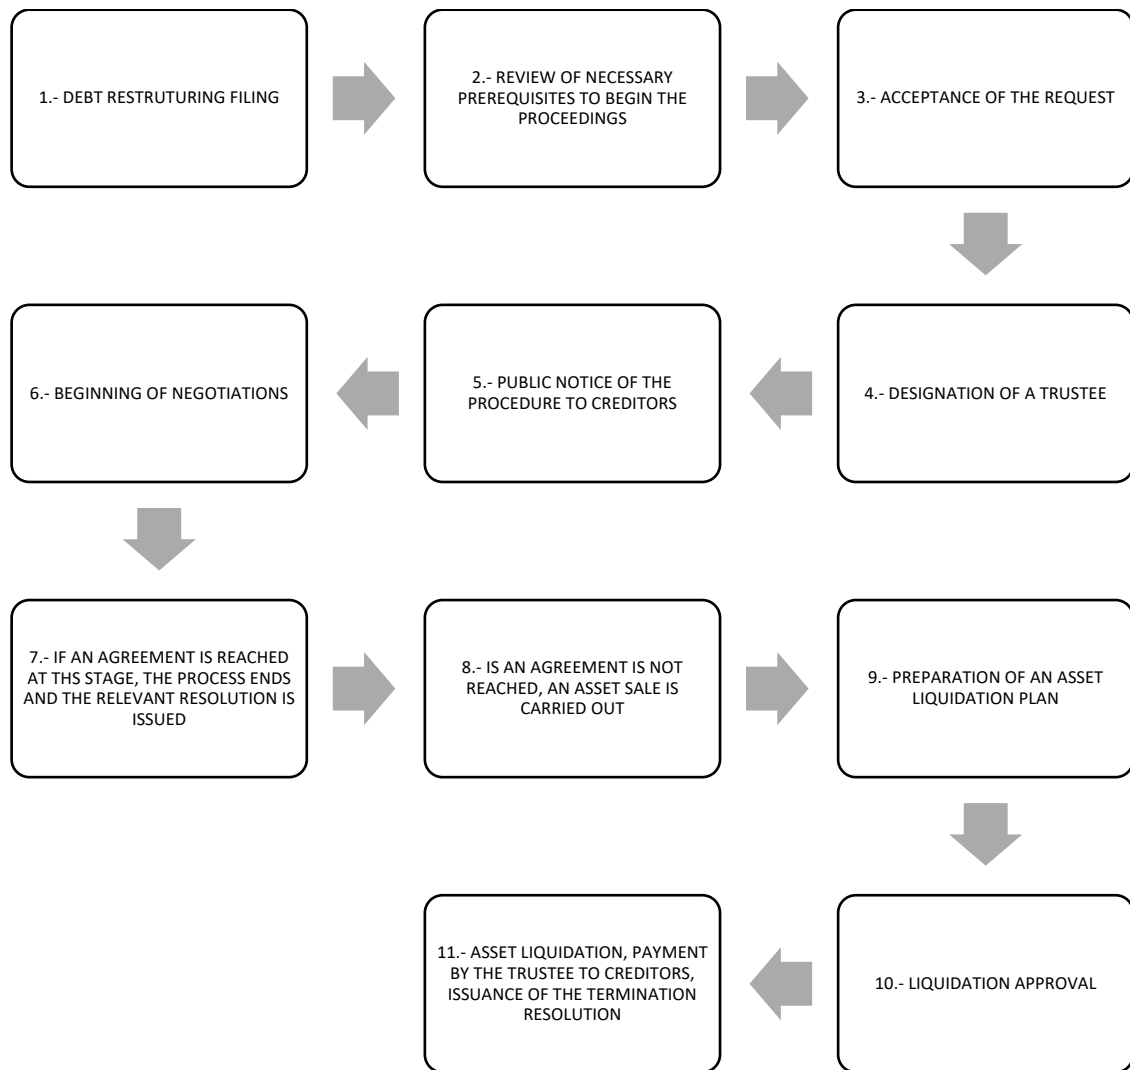 1.- DEBT RESTRUTURING FILING
2.- REVIEW OF NECESSARY
PREREQUISITES TO BEGIN THE
PROCEEDINGS
3.- ACCEPTANCE OF THE REQUEST
4.- DESIGNATION OF A TRUSTEE
5.- PUBLIC NOTICE OF THE
PROCEDURE TO CREDITORS
6.- BEGINNING OF NEGOTIATIONS
7.- IF AN AGREEMENT IS REACHED
AT THS STAGE, THE PROCESS ENDS
AND THE RELEVANT RESOLUTION IS
ISSUED
8.- IS AN AGREEMENT IS NOT
REACHED, AN ASSET SALE IS
CARRIED OUT
9.- PREPARATION OF AN ASSET
LIQUIDATION PLAN
10.- LIQUIDATION APPROVAL
11.- ASSET LIQUIDATION, PAYMENT
BY THE TRUSTEE TO CREDITORS,
ISSUANCE OF THE TERMINATION
RESOLUTION